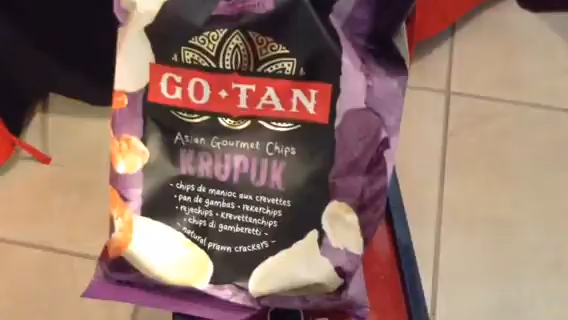 GO-TAN
Asian Gourmet Chips
KRUPUK
- chips de manioc aux crevettes
• pan de gambas • rekerchips
• rejechips • krevettenchips
• chips di gamberetti -
- natural prawn crackers -